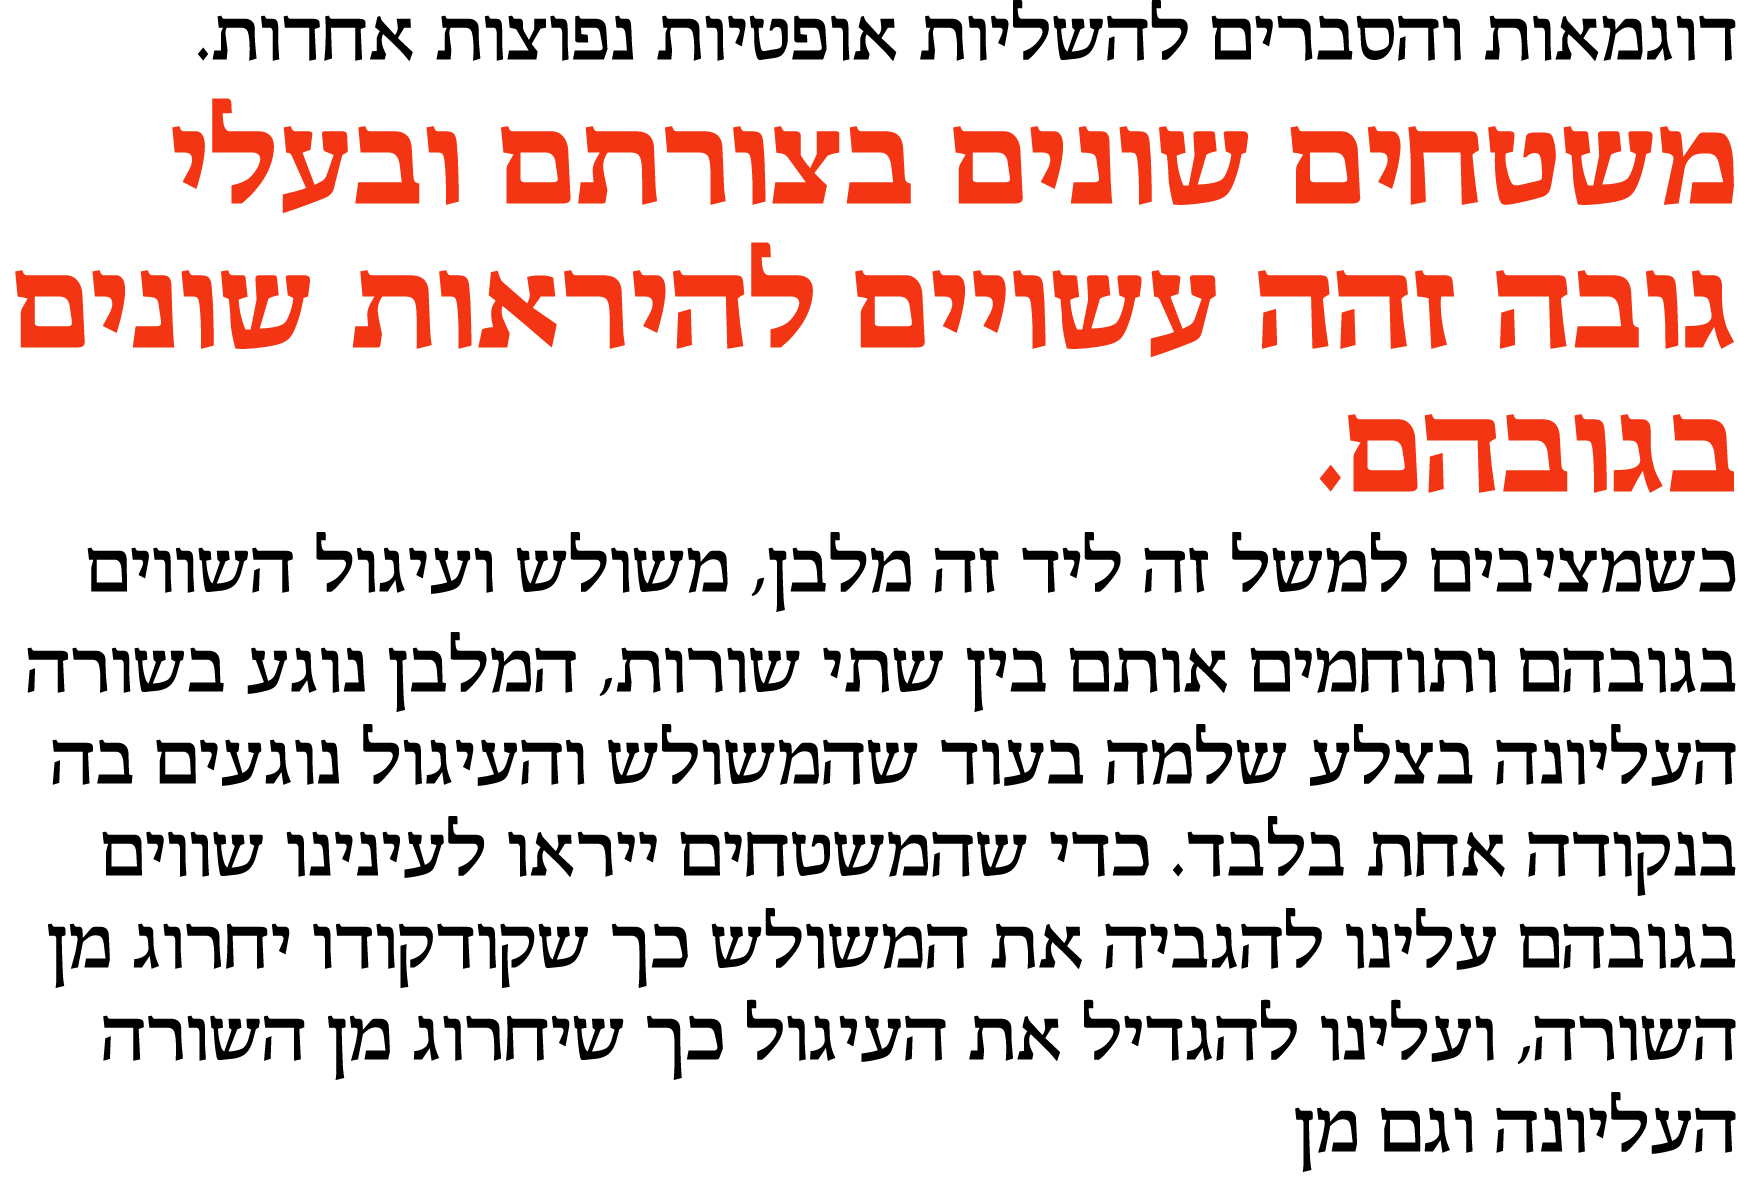 דוגמאות והסברים להשליות אופטיות נפוצות אחדות.
משטחים שונים בצורתם ובעלי
גובה זהה עשויים להיראות שונים
בגובהם.
כשמציבים למשל זה ליד זה מלבן, משולש ועיגול השווים
בגובהם ותוחמים אותם בין שתי שורות, המלבן נוגע בשורה
העליונה בצלע שלמה בעוד שהמשולש והעיגול נוגעים בה
בנקודה אחת בלבד. כדי שהמשטחים ייראו לעינינו שווים
בגובהם עלינו להגביה את המשולש כך שקודקודו יחרוג מן
השורה, ועלינו להגדיל את העיגול כך שיחרוג מן השורה
העליונה וגם מן